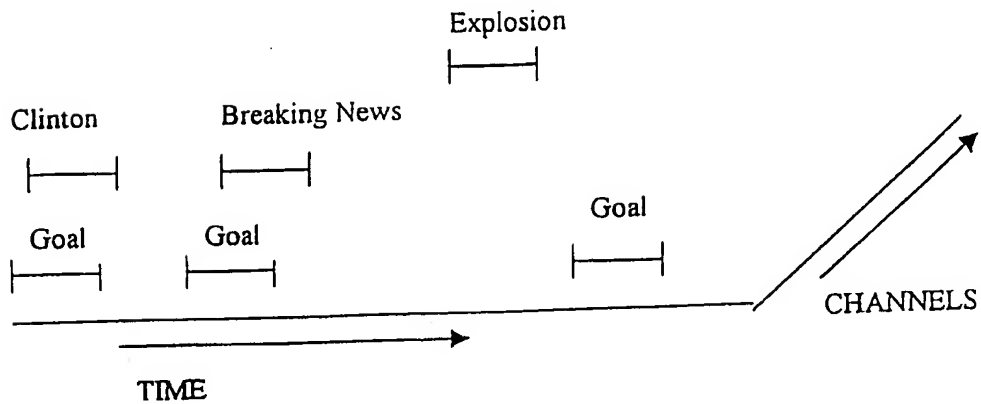 Explosion
Clinton
Breaking News
Goal
Goal
Goal
CHANNELS
TIME